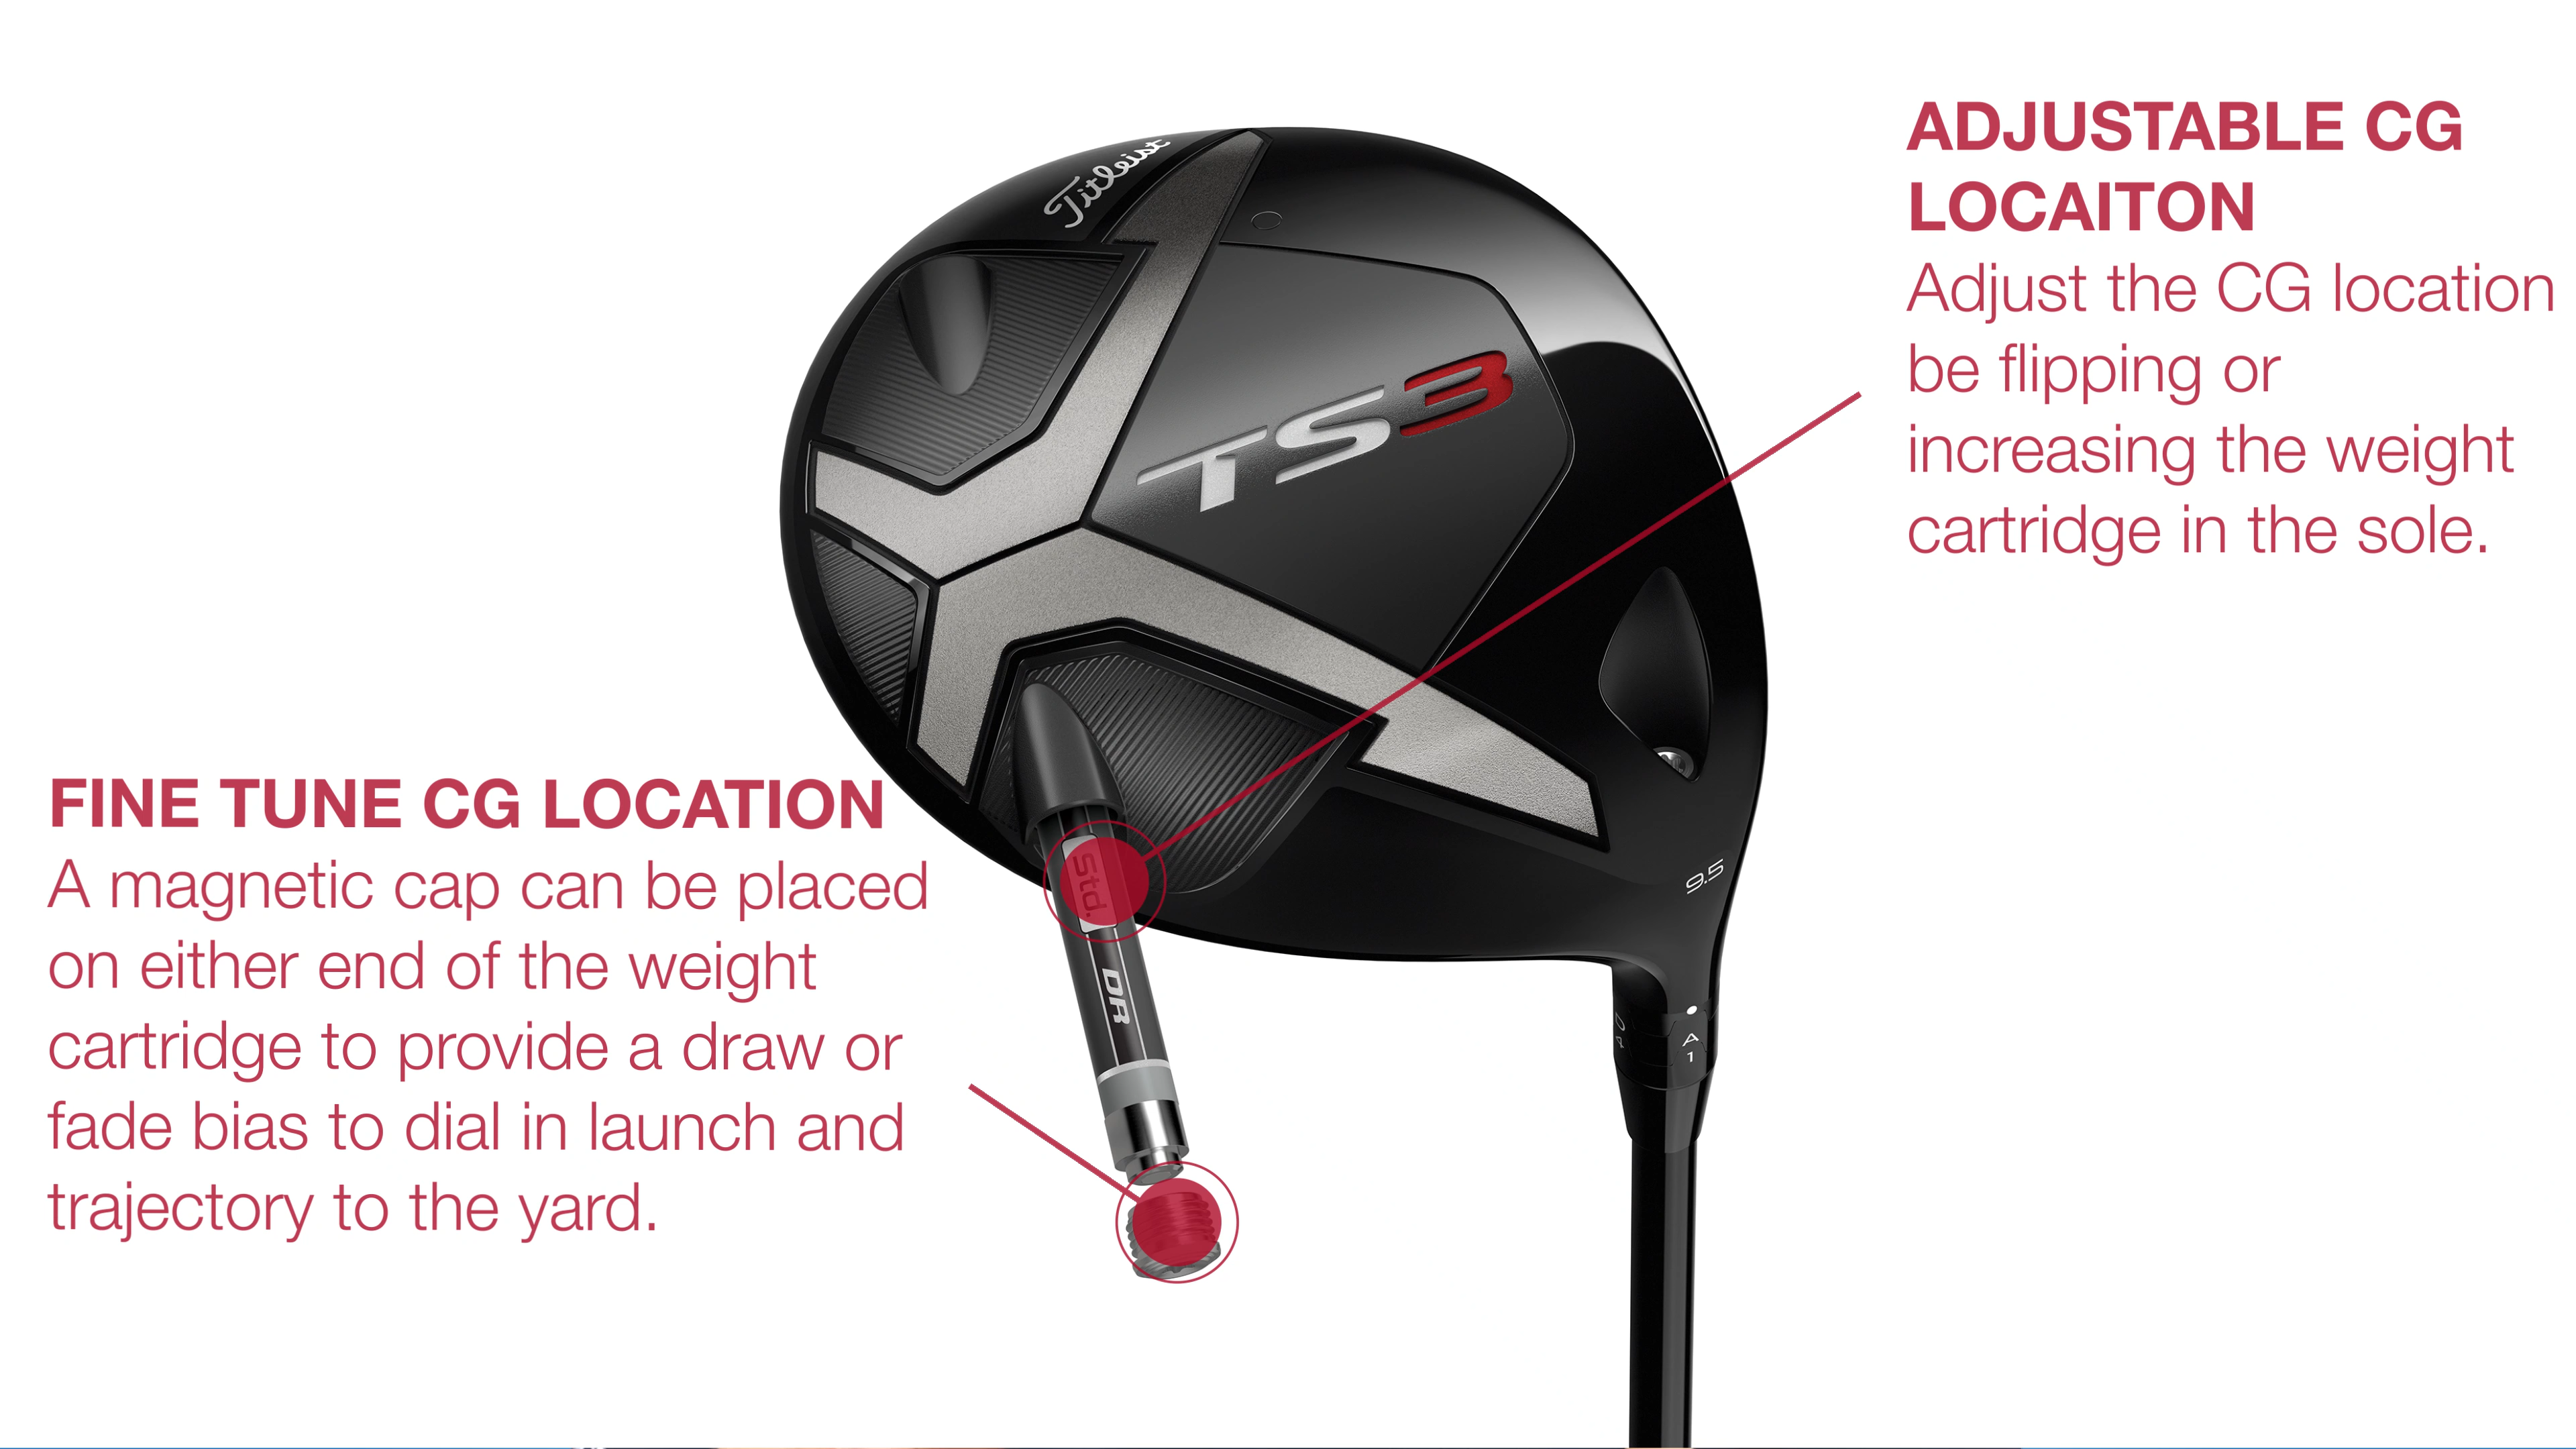 Titleist
ADJUSTABLE CG
LOCAITON
Adjust the CG location
be flipping or
increasing the weight
cartridge in the sole.
TS3
FINE TUNE CG LOCATION
A magnetic cap can be placed
on either end of the weight
cartridge to provide a draw or
fade bias to dial in launch and
trajectory to the yard.
Std.
DR
9.5
A
1
D
4